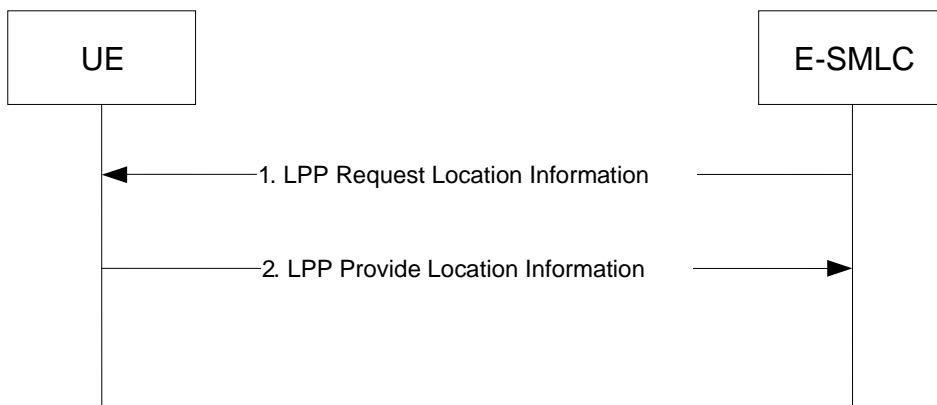 UE
E-SMLC
1. LPP Request Location Information
2. LPP Provide Location Information